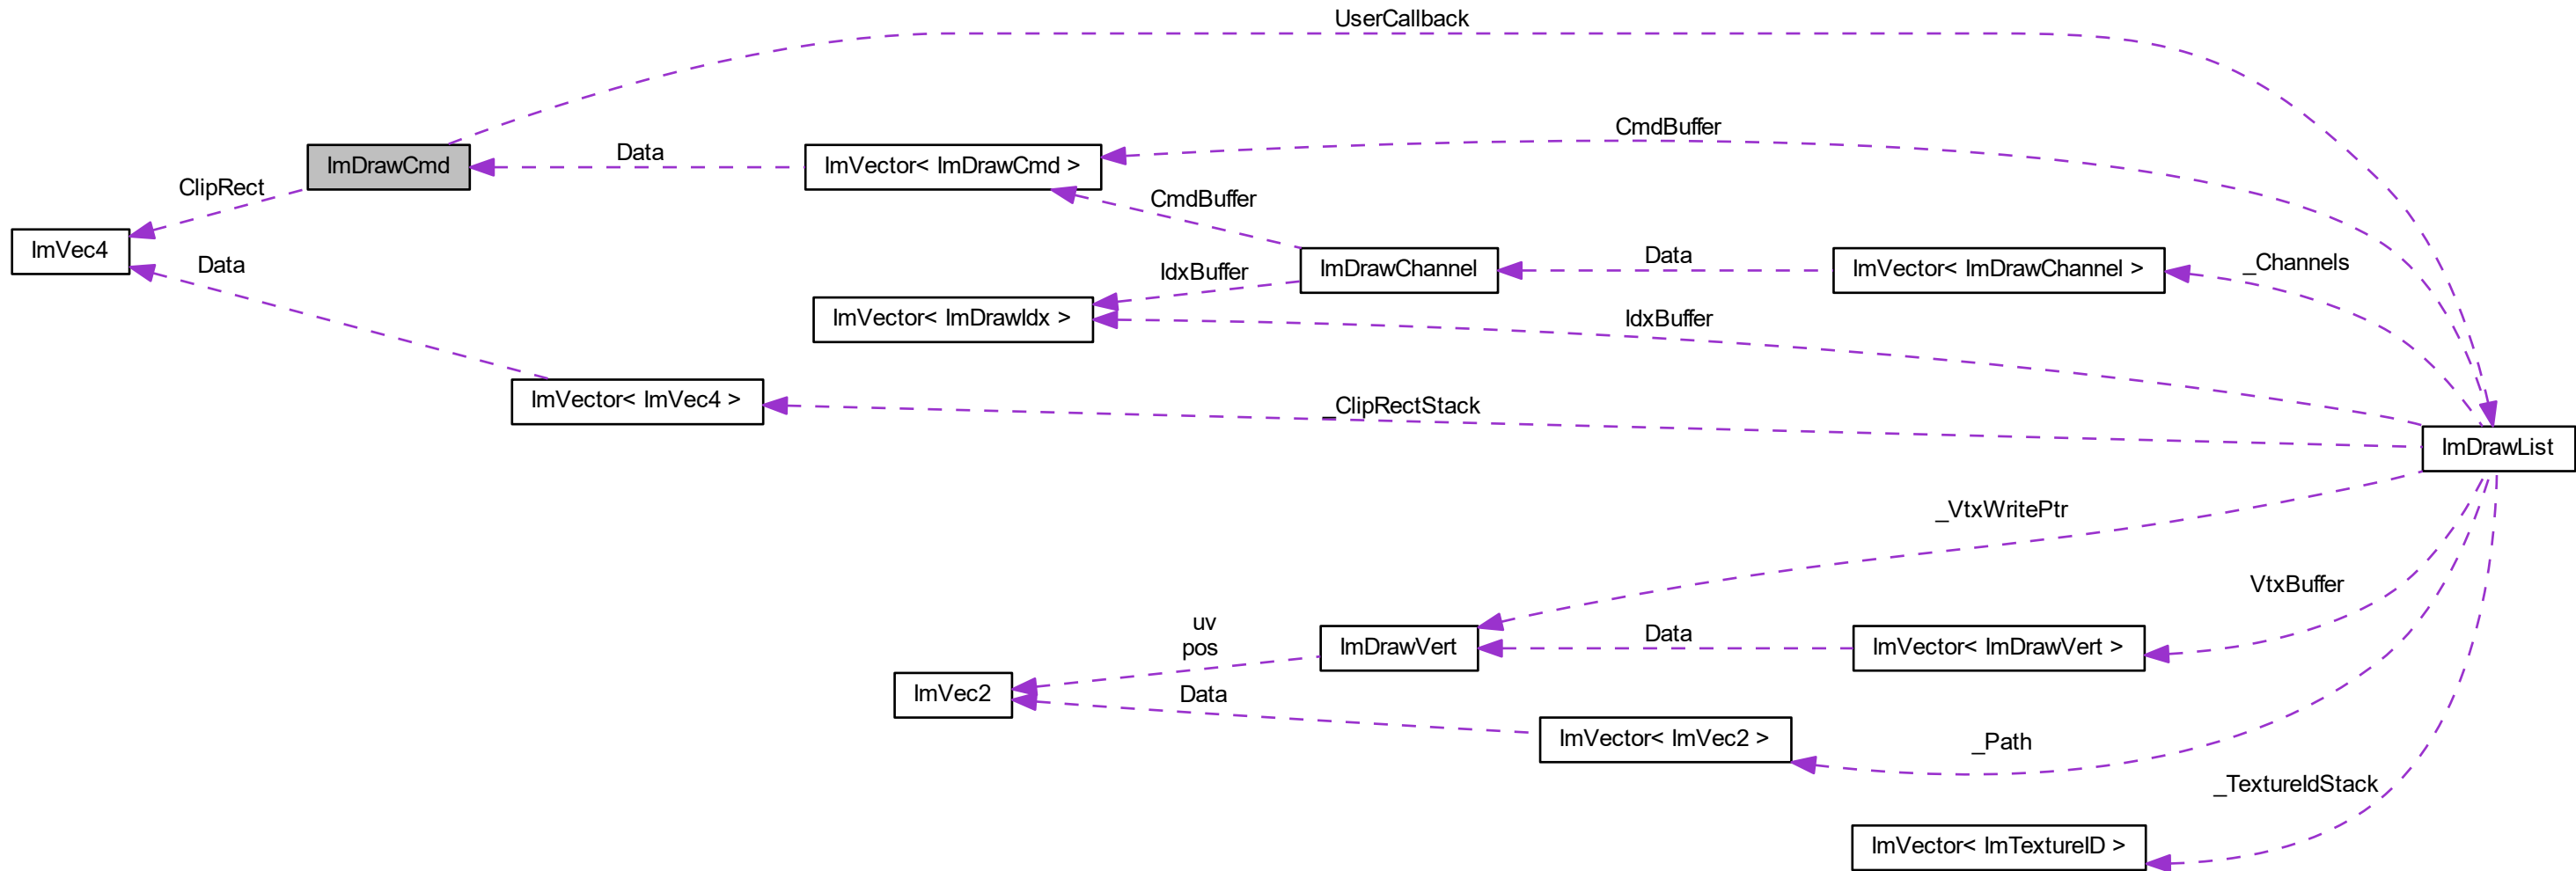 UserCallback
CmdBuffer
ImDrawCmd
Data
ImVector< ImDrawCmd >
ClipRect
CmdBuffer
ImVec4
Data
IdxBuffer
ImDrawChannel
Data
ImVector< ImDrawChannel >
_Channels
ImVector< ImDrawIdx >
IdxBuffer
ImVector< ImVec4 >
_ClipRectStack
ImDrawList
_VtxWritePtr
VtxBuffer
uv
pos
ImDrawVert
Data
ImVector< ImDrawVert >
ImVec2
Data
ImVector< ImVec2 >
_Path
_TextureIdStack
ImVector< ImTextureID >